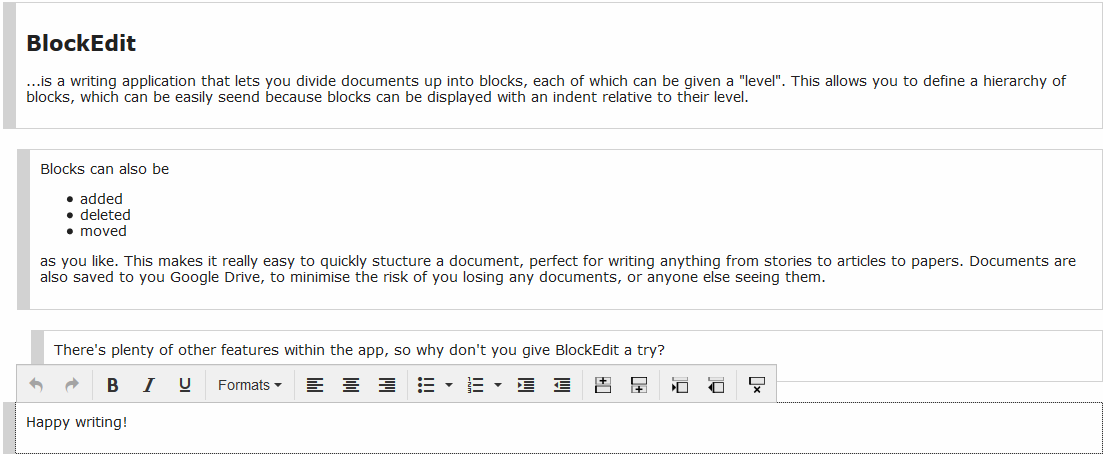 BlockEdit
...is a writing application that lets you divide documents up into blocks, each of which can be given a "level". This allows you to define a hierarchy of
blocks, which can be easily seend because blocks can be displayed with an indent relative to their level.
Blocks can also be
• added
• deleted
• moved
as you like. This makes it really easy to quickly stucture a document, perfect for writing anything from stories to articles to papers. Documents are
also saved to you Google Drive, to minimise the risk of you losing any documents, or anyone else seeing them.
There's plenty of other features within the app, so why don't you give BlockEdit a try?
B I U Formats
Happy writing!